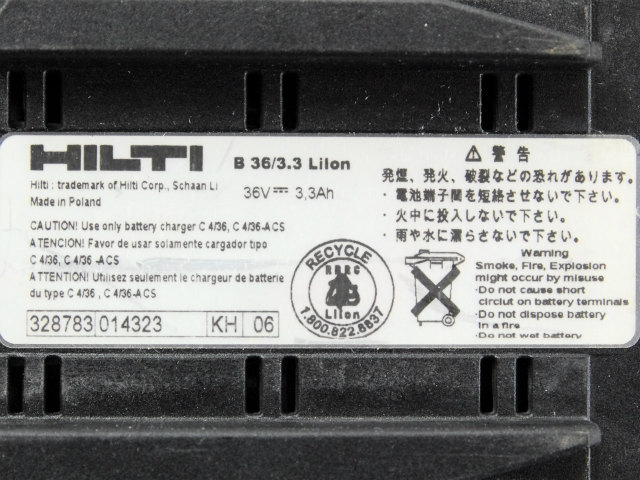 HILTI
B 36/3.3 LiIon
Hilti : trademark of Hilti Corp., Schaan Li
Made in Poland
36V⎓ 3,3Ah
CAUTION! Use only battery charger C 4/36, C 4/36-ACS
ATENCION! Favor de usar solamente cargador tipo
C 4/36, C 4/36 -ACS
ATTENTION! Utilisez seulement le chargeur de batterie
du type C 4/36 , C 4/36-ACS
328783 014323 KH 06
RECYCLE
RBRC
LiIon
1.800.822.8837
⚠ 警告
発煙、発火、破裂などの恐れがあります。
・電池端子間を短絡させないで下さい。
・火中に投入しないで下さい。
・雨や水に濡らさないで下さい。
Warning
Smoke, Fire, Explosion
might occur by misuse
·Do not cause short
circiut on battery terminals
·Do not dispose battery
in a fire
·Do not wet battery